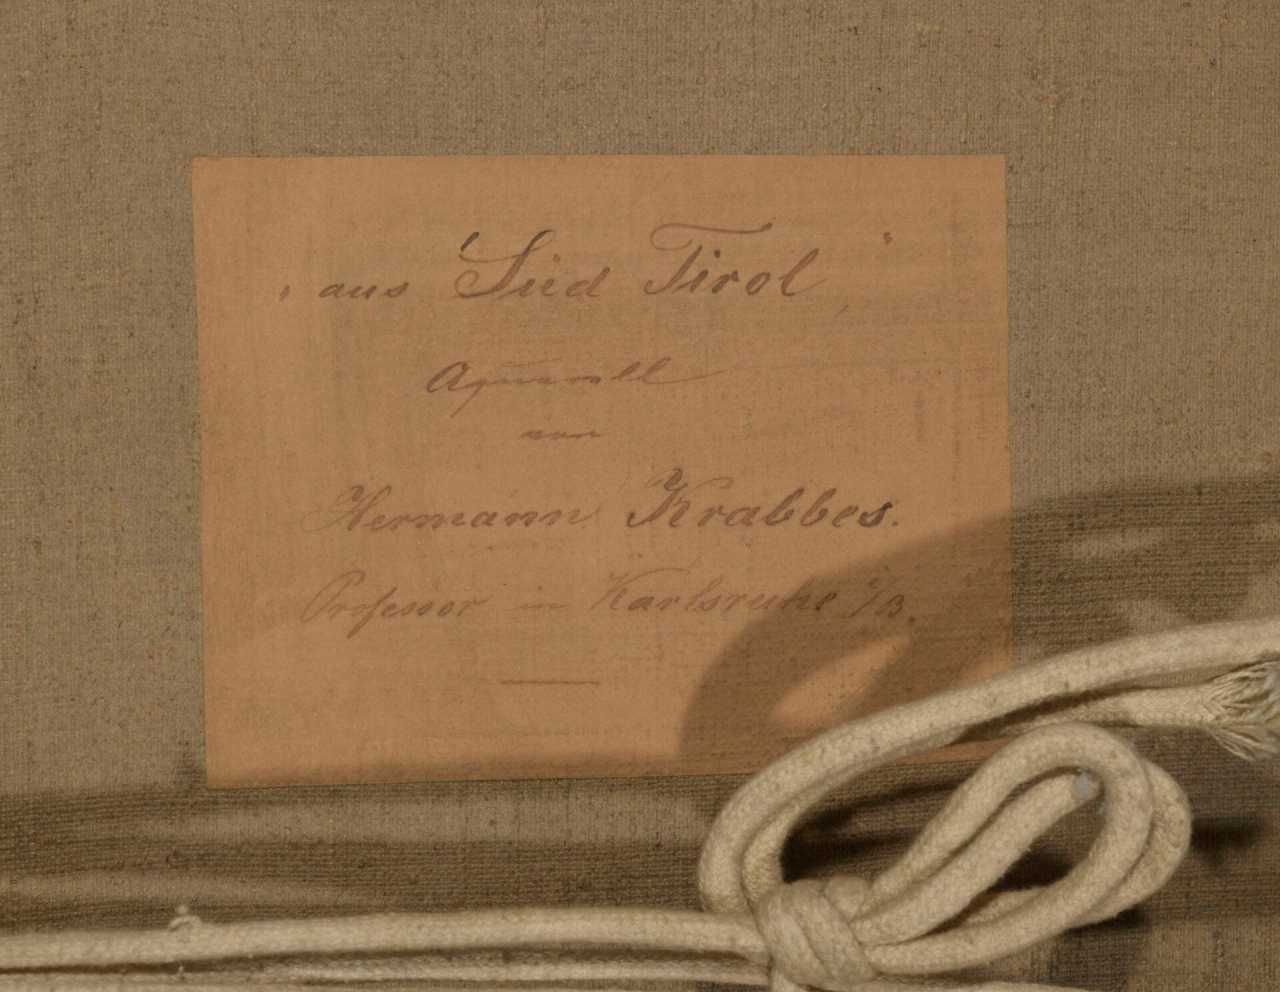 „aus Süd Tirol“
Aquarell
von
Hermann Krabbes.
Professor in Karlsruhe i/B.